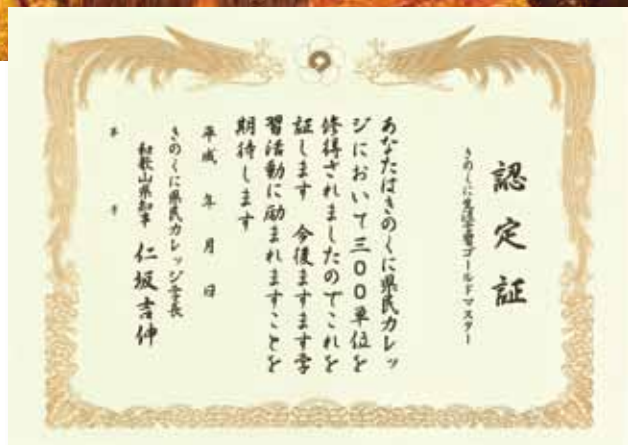 認定証
きのくに生涯学習ゴールドマスター
あなたはきのくに県民カレッ
ジにおいて三００単位を
修得されましたのでこれを
証します　今後ますます学
習活動に励まれますことを
期待します
平成　年　月　日
きのくに県民カレッジ学長
和歌山県知事　仁坂吉伸
第　　号